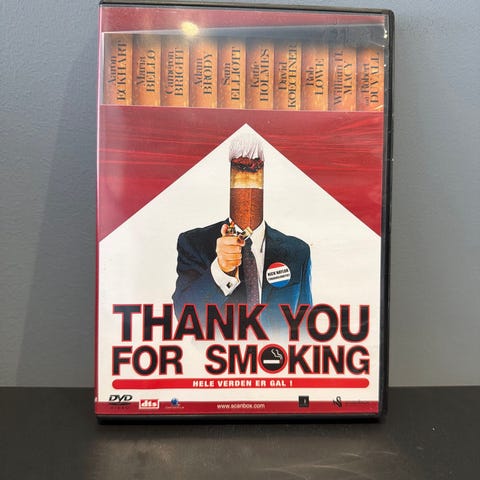 Aaron ECKHART
Maria BELLO
Cameron BRIGHT
Adam BRODY
Sam ELLIOTT
Katie HOLMES
David KOECHNER
Rob LOWE
William H. MACY
Robert DUVALL
NICK NAYLOR
THANK YOU
FOR SMOKING
HELE VERDEN ER GAL !
DVD
VIDEO
dts
www.scanbox.com